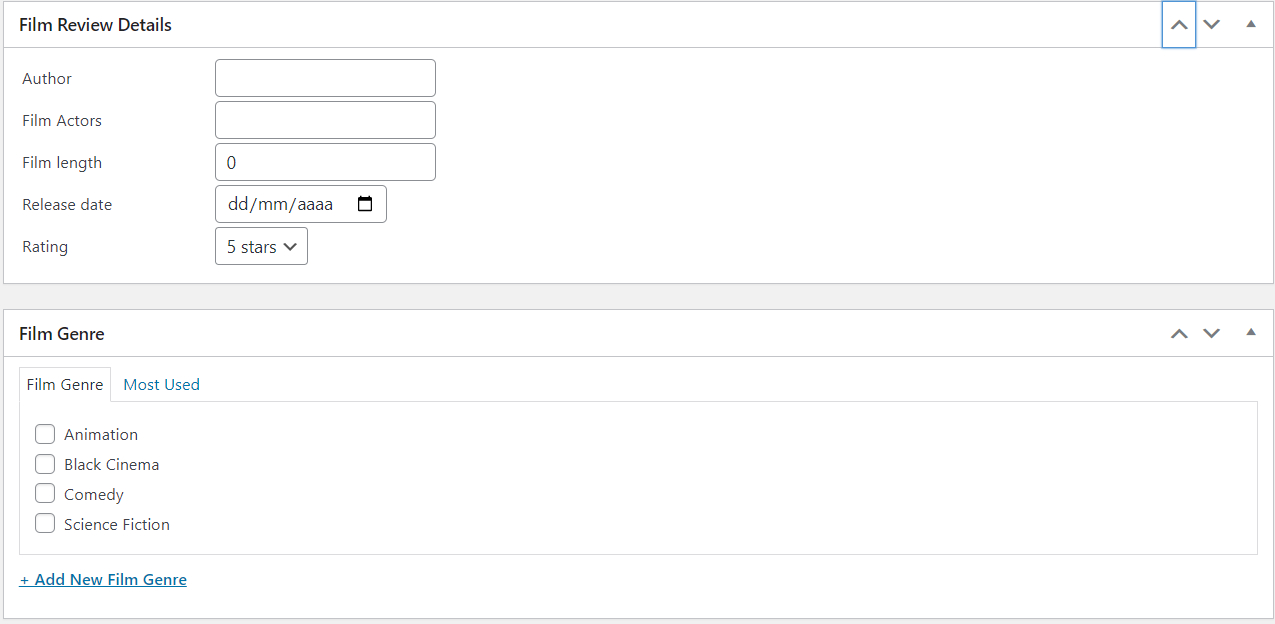 Film Review Details
Author
Film Actors
Film length 0
Release date dd/mm/aaaa
Rating 5 stars
Film Genre
Film Genre Most Used
Animation
Black Cinema
Comedy
Science Fiction
+ Add New Film Genre